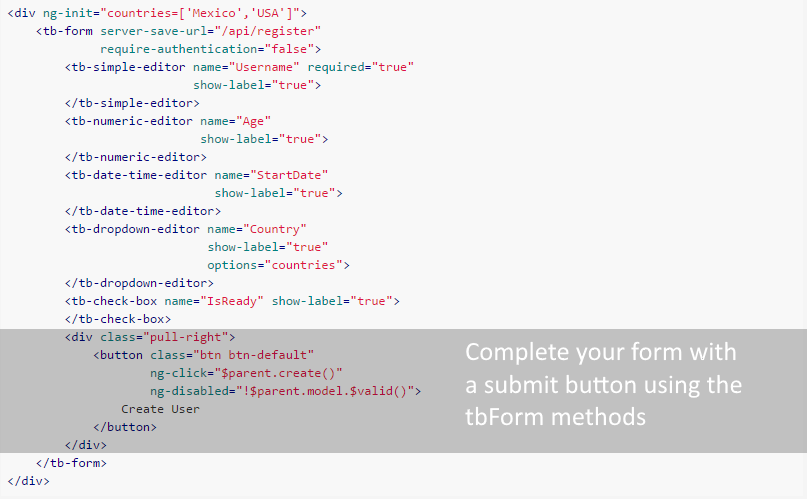 <div ng-init="countries=['Mexico','USA']">
    <tb-form server-save-url="/api/register"
             require-authentication="false">
        <tb-simple-editor name="Username" required="true"
                          show-label="true">
        </tb-simple-editor>
        <tb-numeric-editor name="Age"
                           show-label="true">
        </tb-numeric-editor>
        <tb-date-time-editor name="StartDate"
                             show-label="true">
        </tb-date-time-editor>
        <tb-dropdown-editor name="Country"
                            show-label="true"
                            options="countries">
        </tb-dropdown-editor>
        <tb-check-box name="IsReady" show-label="true">
        </tb-check-box>
        <div class="pull-right">
            <button class="btn btn-default"
                    ng-click="$parent.create()"
                    ng-disabled="!$parent.model.$valid()">
                Create User
            </button>
        </div>
    </tb-form>
</div>
Complete your form with
a submit button using the
tbForm methods